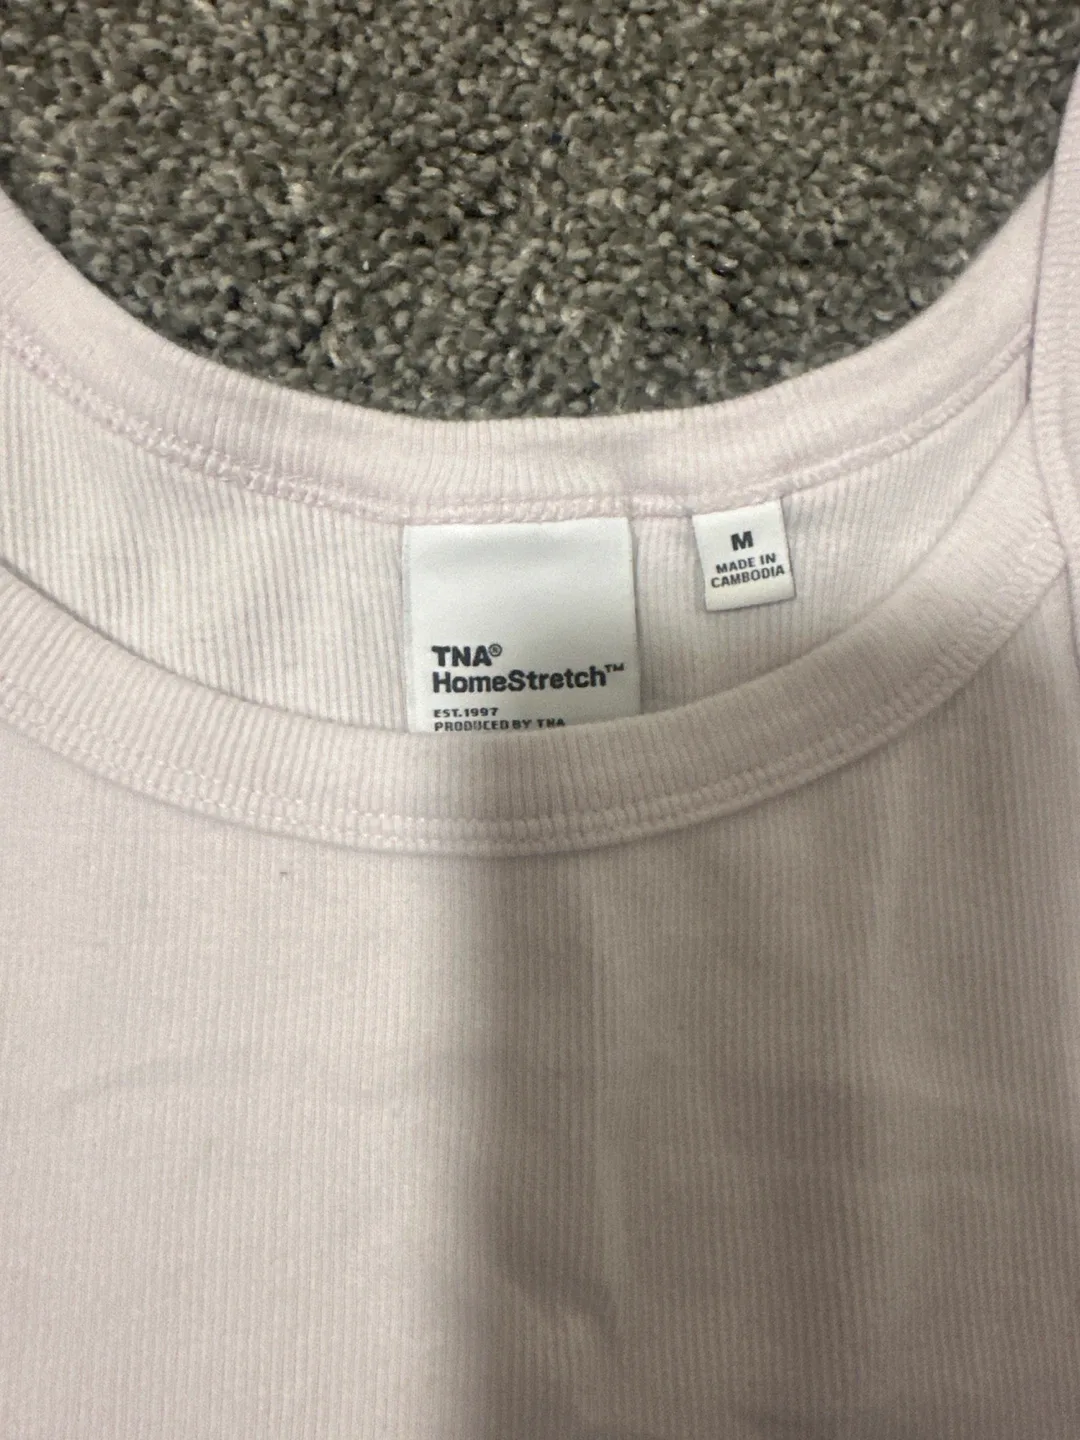 TNA®
HomeStretch™
EST.1997
PRODUCED BY TNA
M
MADE IN
CAMBODIA